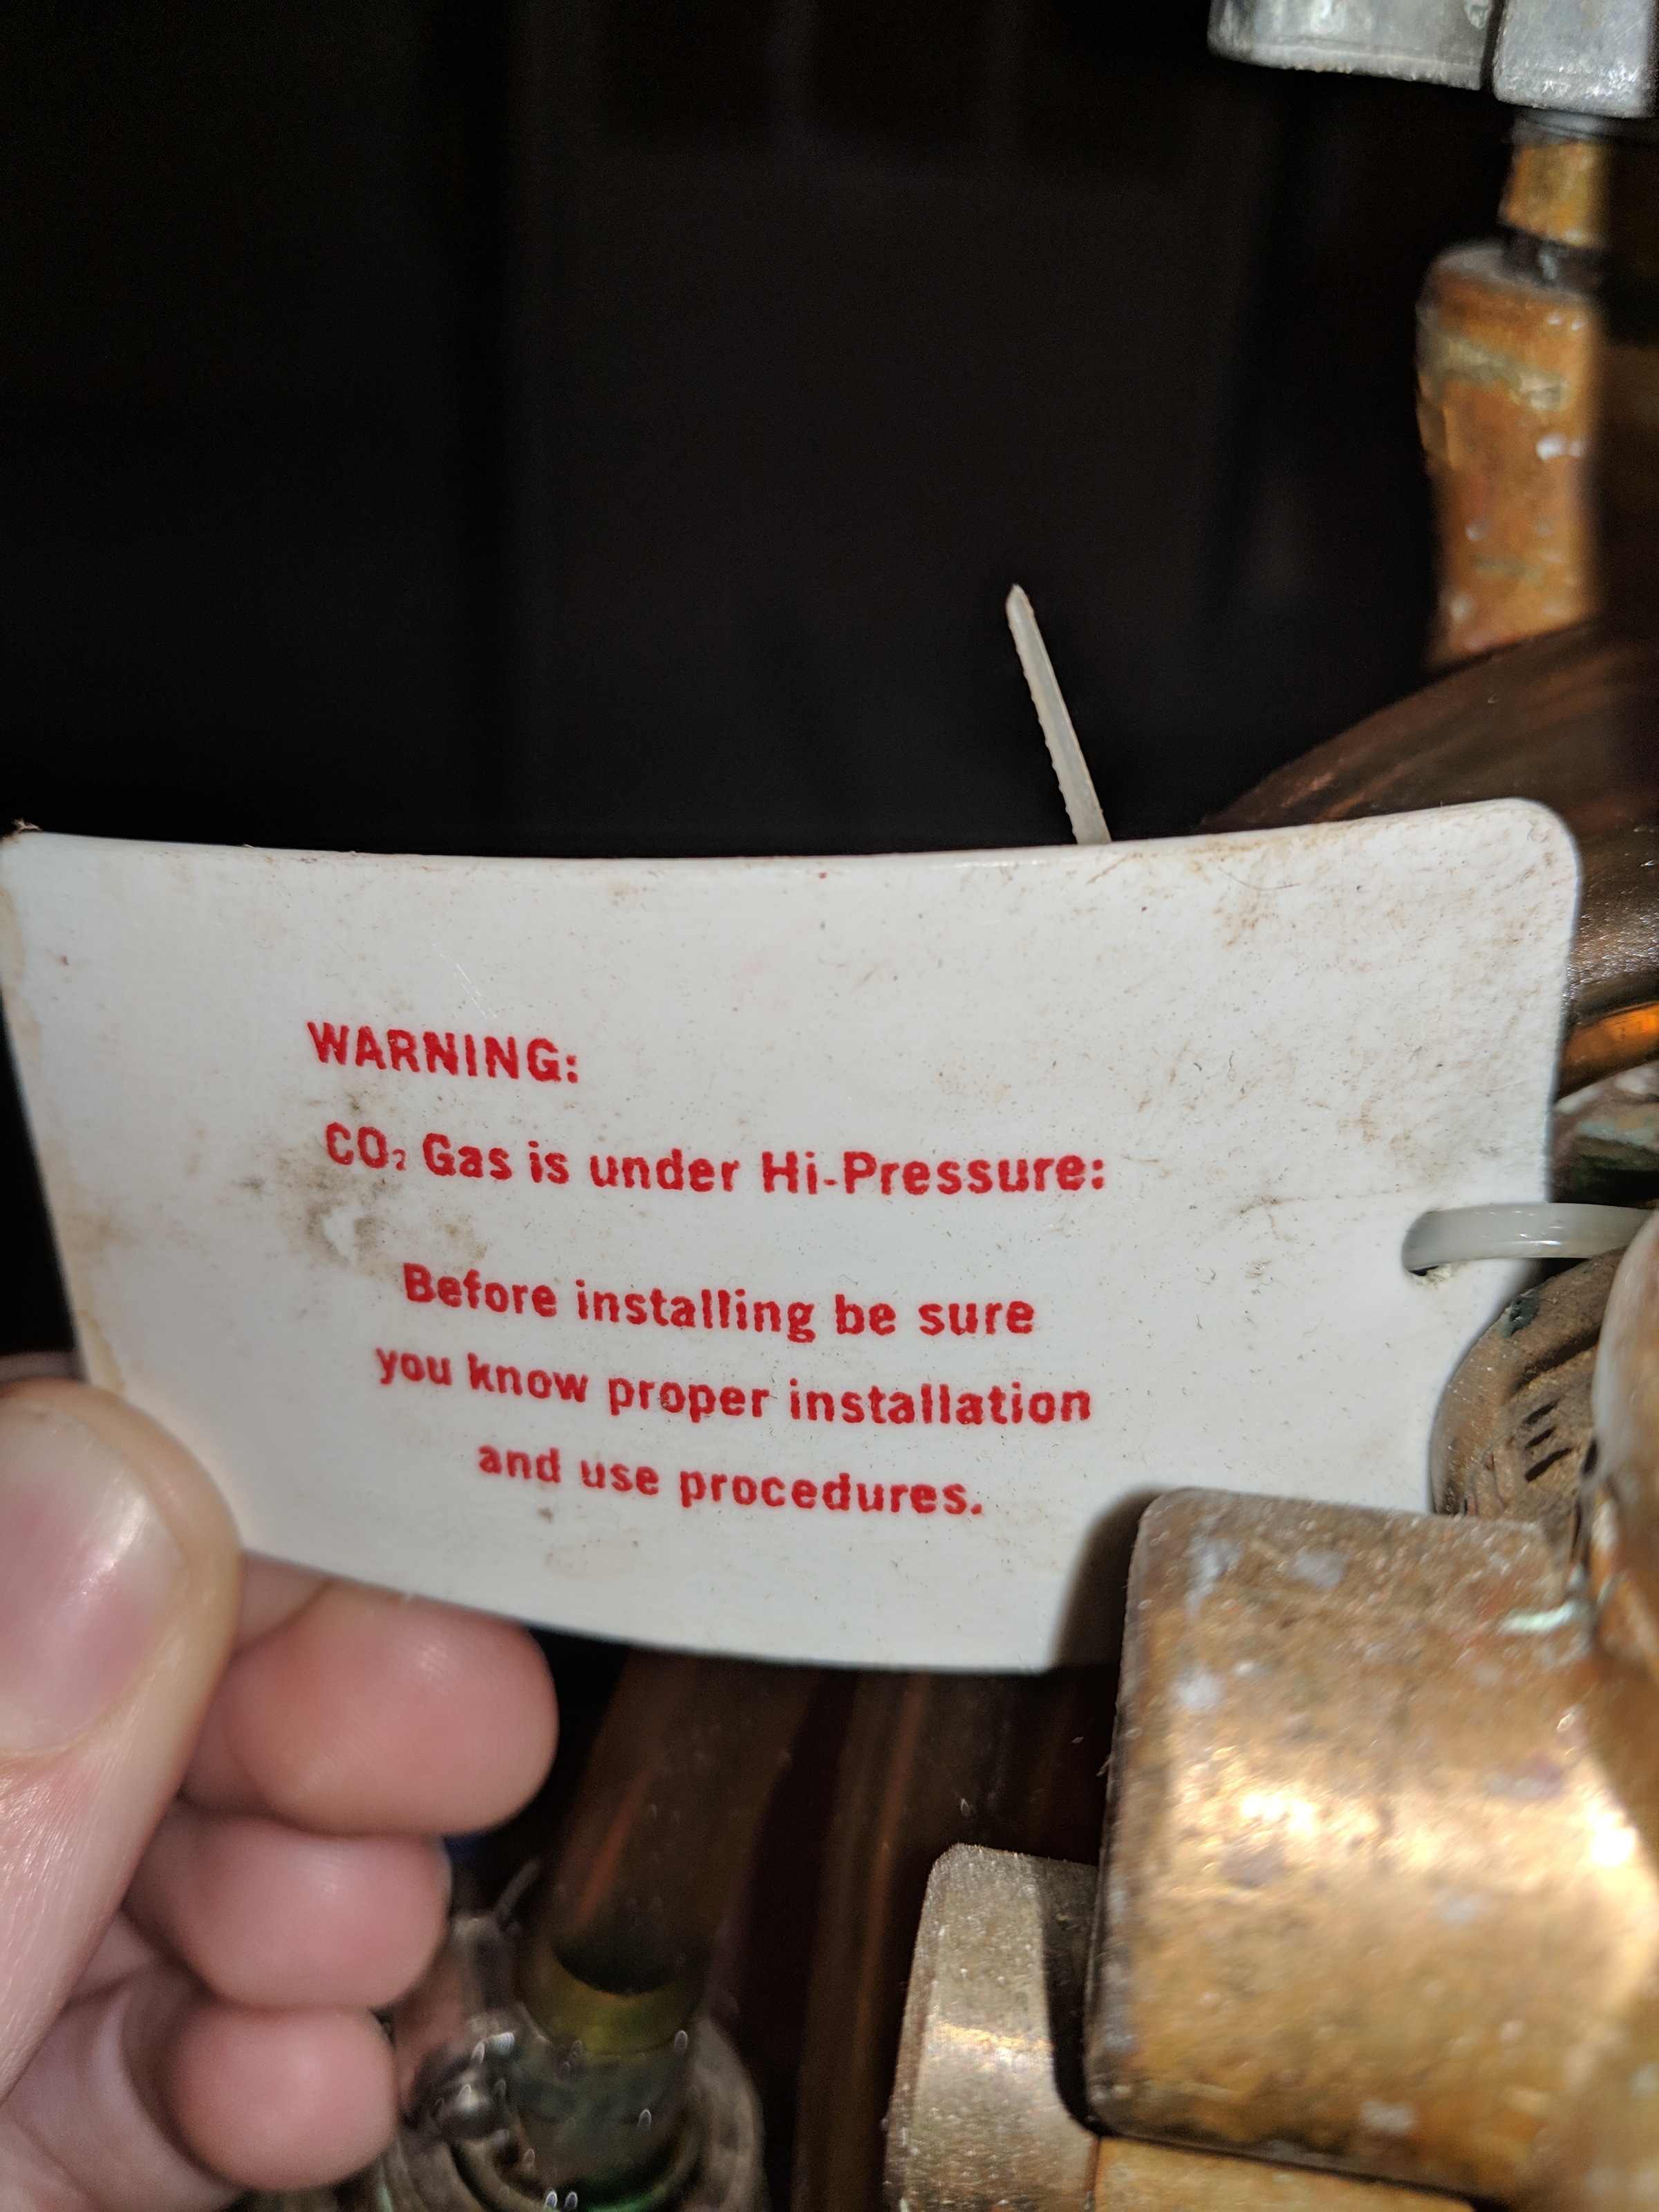 WARNING:
CO₂ Gas is under Hi-Pressure:
Before installing be sure
you know proper installation
and use procedures.